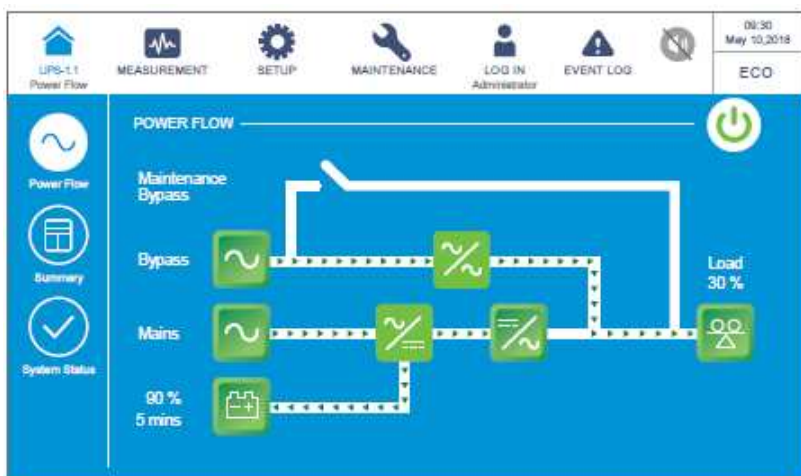 09:30
May 10,2018
ECO
UPS-1.1
Power Flow
MEASUREMENT
SETUP
MAINTENANCE
LOG IN
Administrator
EVENT LOG
POWER FLOW
Power Flow
Summary
System Status
Maintenance
Bypass
Bypass
Mains
90 %
5 mins
Load
30 %